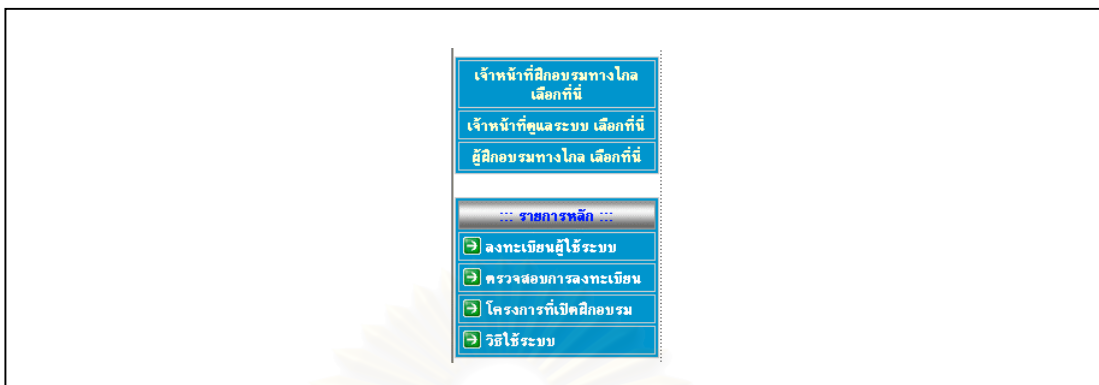 เจ้าหน้าที่ฝึกอบรมทางไกล
เลือกที่นี่
เจ้าหน้าที่ดูแลระบบ เลือกที่นี่
ผู้ฝึกอบรมทางไกล เลือกที่นี่
::: รายการหลัก :::
ลงทะเบียนผู้ใช้ระบบ
ตรวจสอบการลงทะเบียน
โครงการที่เปิดฝึกอบรม
วิธีใช้ระบบ